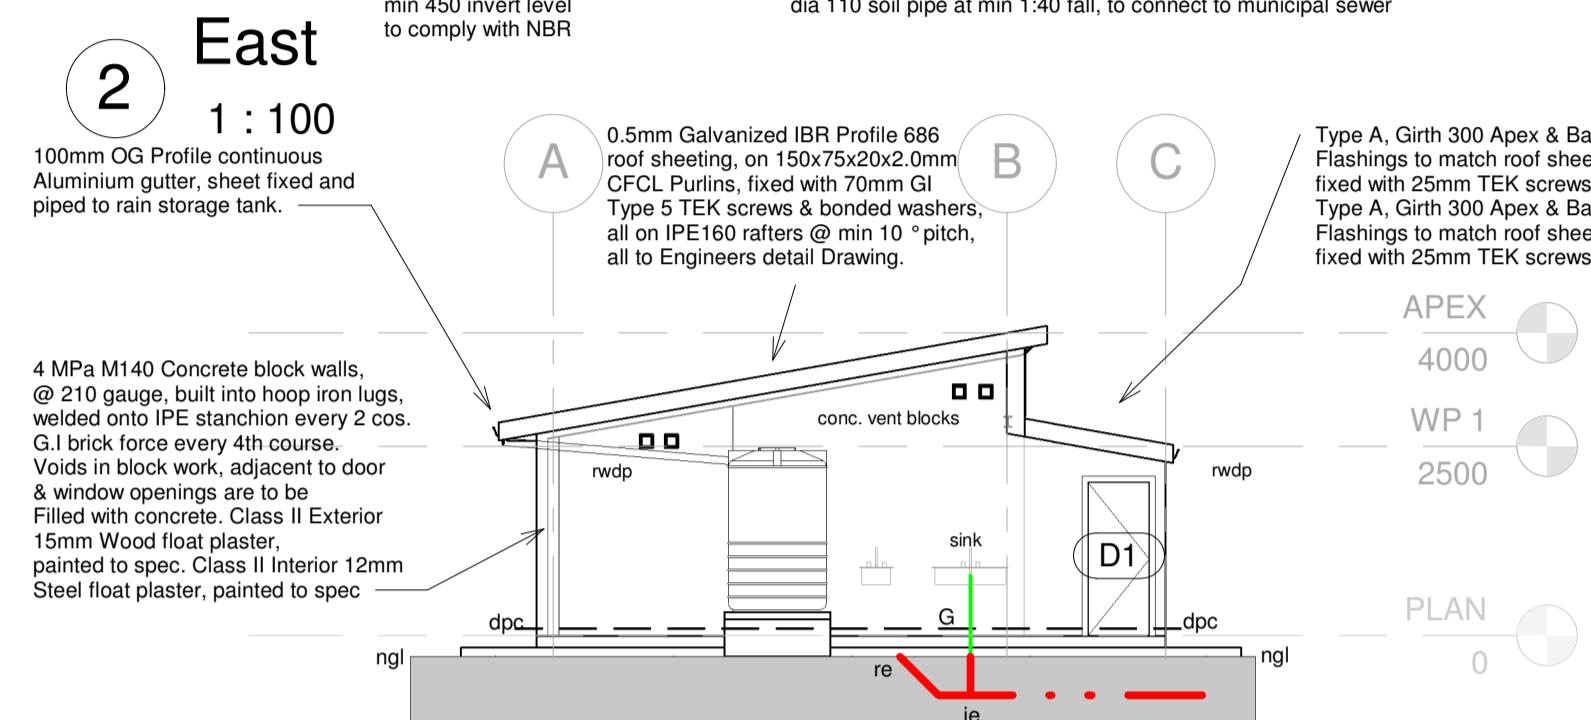 min 450 invert level
to comply with NBR
dia 110 soil pipe at min 1:40 fall, to connect to municipal sewer
2
East
1 : 100
100mm OG Profile continuous
Aluminium gutter, sheet fixed and
piped to rain storage tank.
A
0.5mm Galvanized IBR Profile 686
roof sheeting, on 150x75x20x2.0mm
CFCL Purlins, fixed with 70mm GI
Type 5 TEK screws & bonded washers,
all on IPE160 rafters @ min 10 ° pitch,
all to Engineers detail Drawing.
B
C
Type A, Girth 300 Apex & Ba
Flashings to match roof shee
fixed with 25mm TEK screws
Type A, Girth 300 Apex & Ba
Flashings to match roof shee
fixed with 25mm TEK screws
APEX
4000
WP 1
2500
PLAN
0
4 MPa M140 Concrete block walls,
@ 210 gauge, built into hoop iron lugs,
welded onto IPE stanchion every 2 cos.
G.I brick force every 4th course.
Voids in block work, adjacent to door
& window openings are to be
Filled with concrete. Class II Exterior
15mm Wood float plaster,
painted to spec. Class II Interior 12mm
Steel float plaster, painted to spec
conc. vent blocks
rwdp
rwdp
sink
D1
G
dpc
dpc
ngl
ngl
re
ie